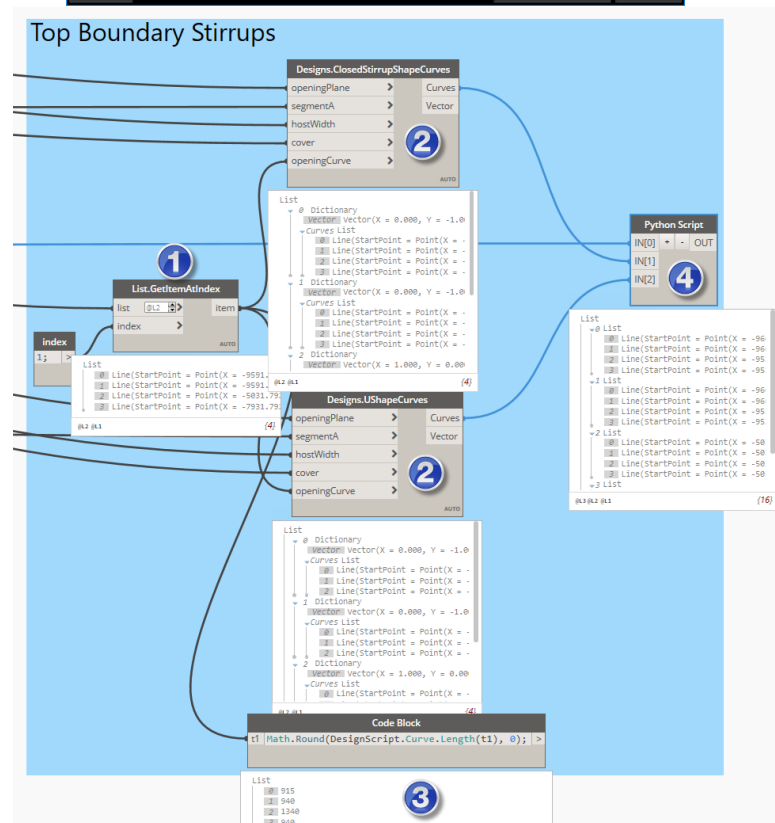 Top Boundary Stirrups
Designs.ClosedStirrupShapeCurves
openingPlane > Curves
segmentA > Vector
hostWidth >
cover >
openingCurve >
AUTO
2
List
0 Dictionary
Vector Vector(X = 0.000, Y = -1.0
Curves List
0 Line(StartPoint = Point(X = -
1 Line(StartPoint = Point(X = -
2 Line(StartPoint = Point(X = -
3 Line(StartPoint = Point(X = -
1 Dictionary
Vector Vector(X = 0.000, Y = -1.0
Curves List
0 Line(StartPoint = Point(X = -
1 Line(StartPoint = Point(X = -
2 Line(StartPoint = Point(X = -
3 Line(StartPoint = Point(X = -
2 Dictionary
Vector Vector(X = 1.000, Y = 0.00
@L2 @L1 {4}
1
List.GetItemAtIndex
list @L2 > item
index >
AUTO
index
1; >
List
0 Line(StartPoint = Point(X = -9591.
1 Line(StartPoint = Point(X = -9591.
2 Line(StartPoint = Point(X = -5031.79
3 Line(StartPoint = Point(X = -7931.79
@L2 @L1 {4}
Python Script
IN[0] + - OUT
IN[1]
IN[2]
4
List
0 List
0 Line(StartPoint = Point(X = -96
1 Line(StartPoint = Point(X = -96
2 Line(StartPoint = Point(X = -95
3 Line(StartPoint = Point(X = -95
1 List
0 Line(StartPoint = Point(X = -96
1 Line(StartPoint = Point(X = -96
2 Line(StartPoint = Point(X = -95
3 Line(StartPoint = Point(X = -95
2 List
0 Line(StartPoint = Point(X = -50
1 Line(StartPoint = Point(X = -50
2 Line(StartPoint = Point(X = -50
3 Line(StartPoint = Point(X = -50
3 List
@L3 @L2 @L1 {16}
Designs.UShapeCurves
openingPlane > Curves
segmentA > Vector
hostWidth >
cover >
openingCurve >
AUTO
2
List
0 Dictionary
Vector Vector(X = 0.000, Y = -1.0
Curves List
0 Line(StartPoint = Point(X = -
1 Line(StartPoint = Point(X = -
2 Line(StartPoint = Point(X = -
1 Dictionary
Vector Vector(X = 0.000, Y = -1.0
Curves List
0 Line(StartPoint = Point(X = -
1 Line(StartPoint = Point(X = -
2 Line(StartPoint = Point(X = -
2 Dictionary
Vector Vector(X = 1.000, Y = 0.00
Curves List
0 Line(StartPoint = Point(X = -
@L2 @L1 {4}
Code Block
t1 Math.Round(DesignScript.Curve.Length(t1), 0); >
3
List
0 915
1 940
2 1340
3 940